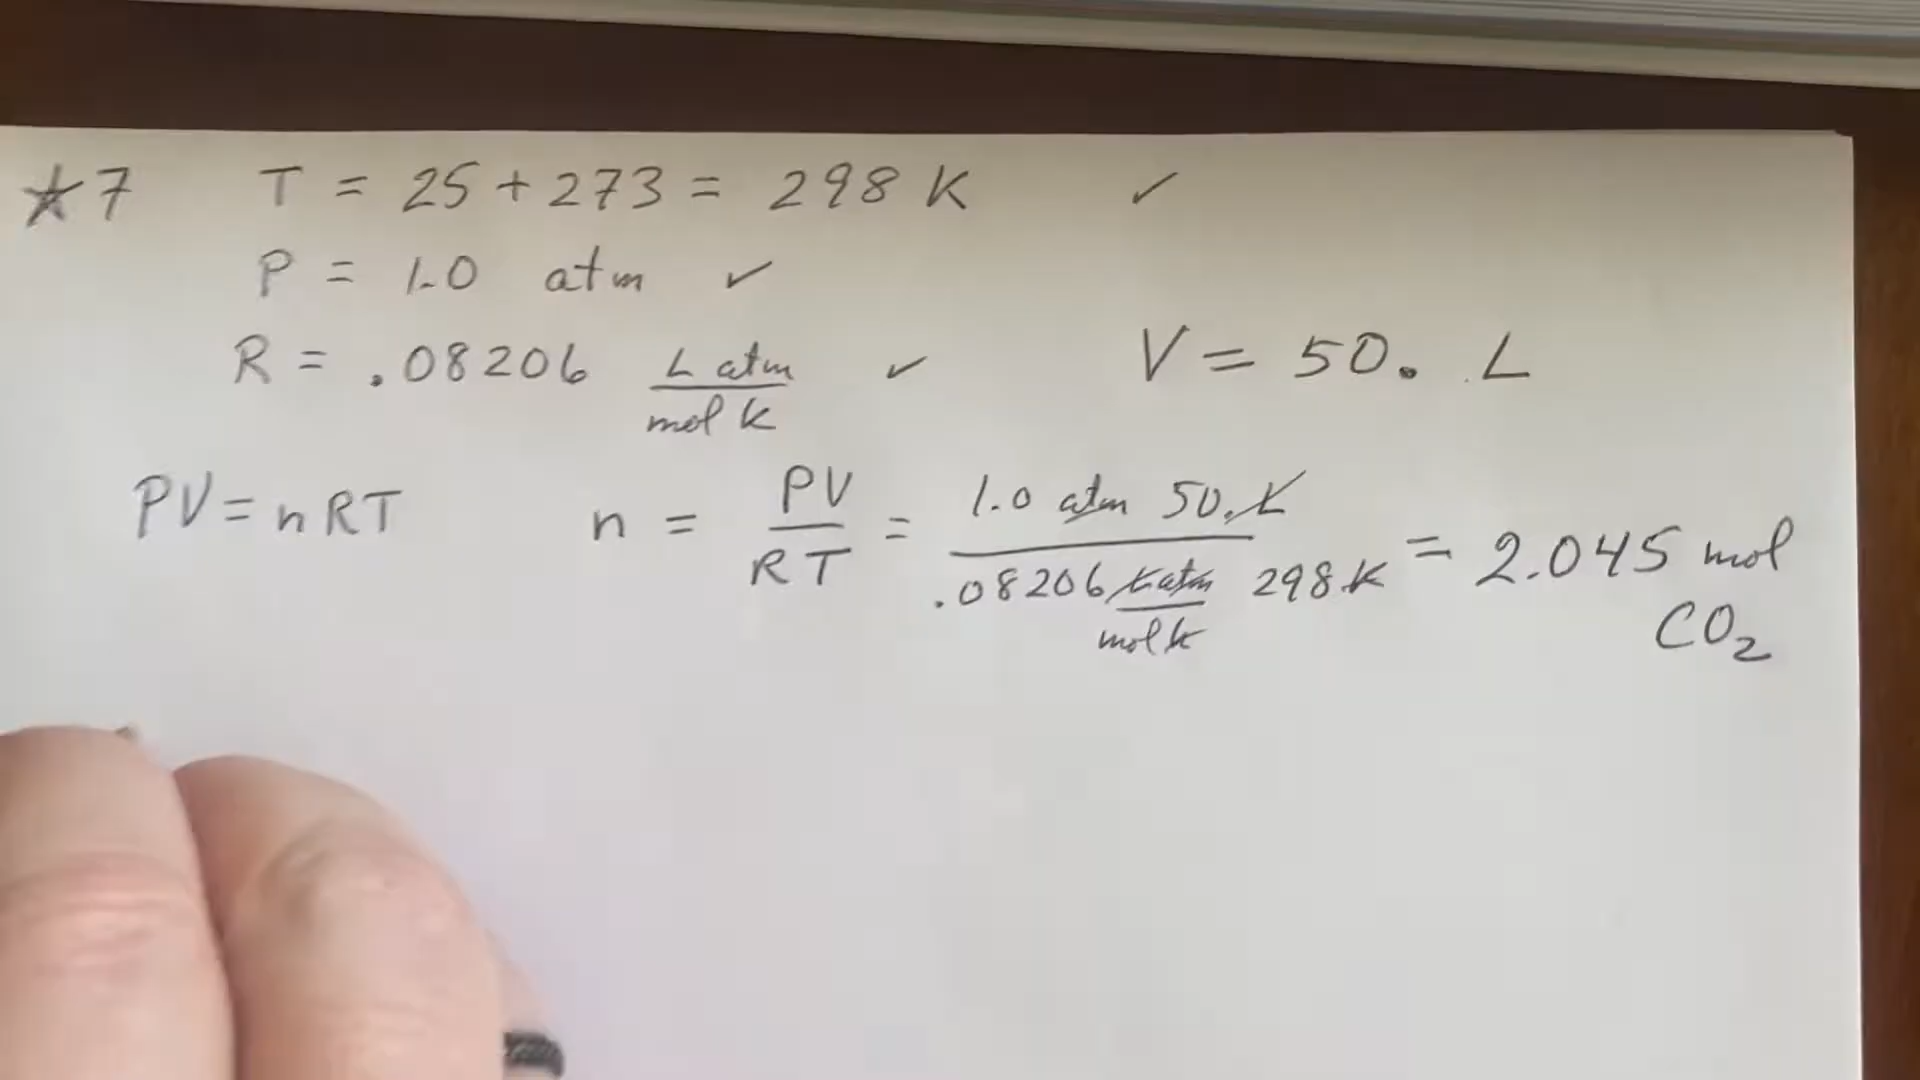 ☆7 T = 25 + 273 = 298 K ✓
P = 1.0 atm ✓
R = .08206 L atm / mol K ✓ V = 50. L
PV = nRT n = PV / RT = 1.0 atm 50. L / .08206 L atm / mol K 298 K = 2.045 mol
CO₂